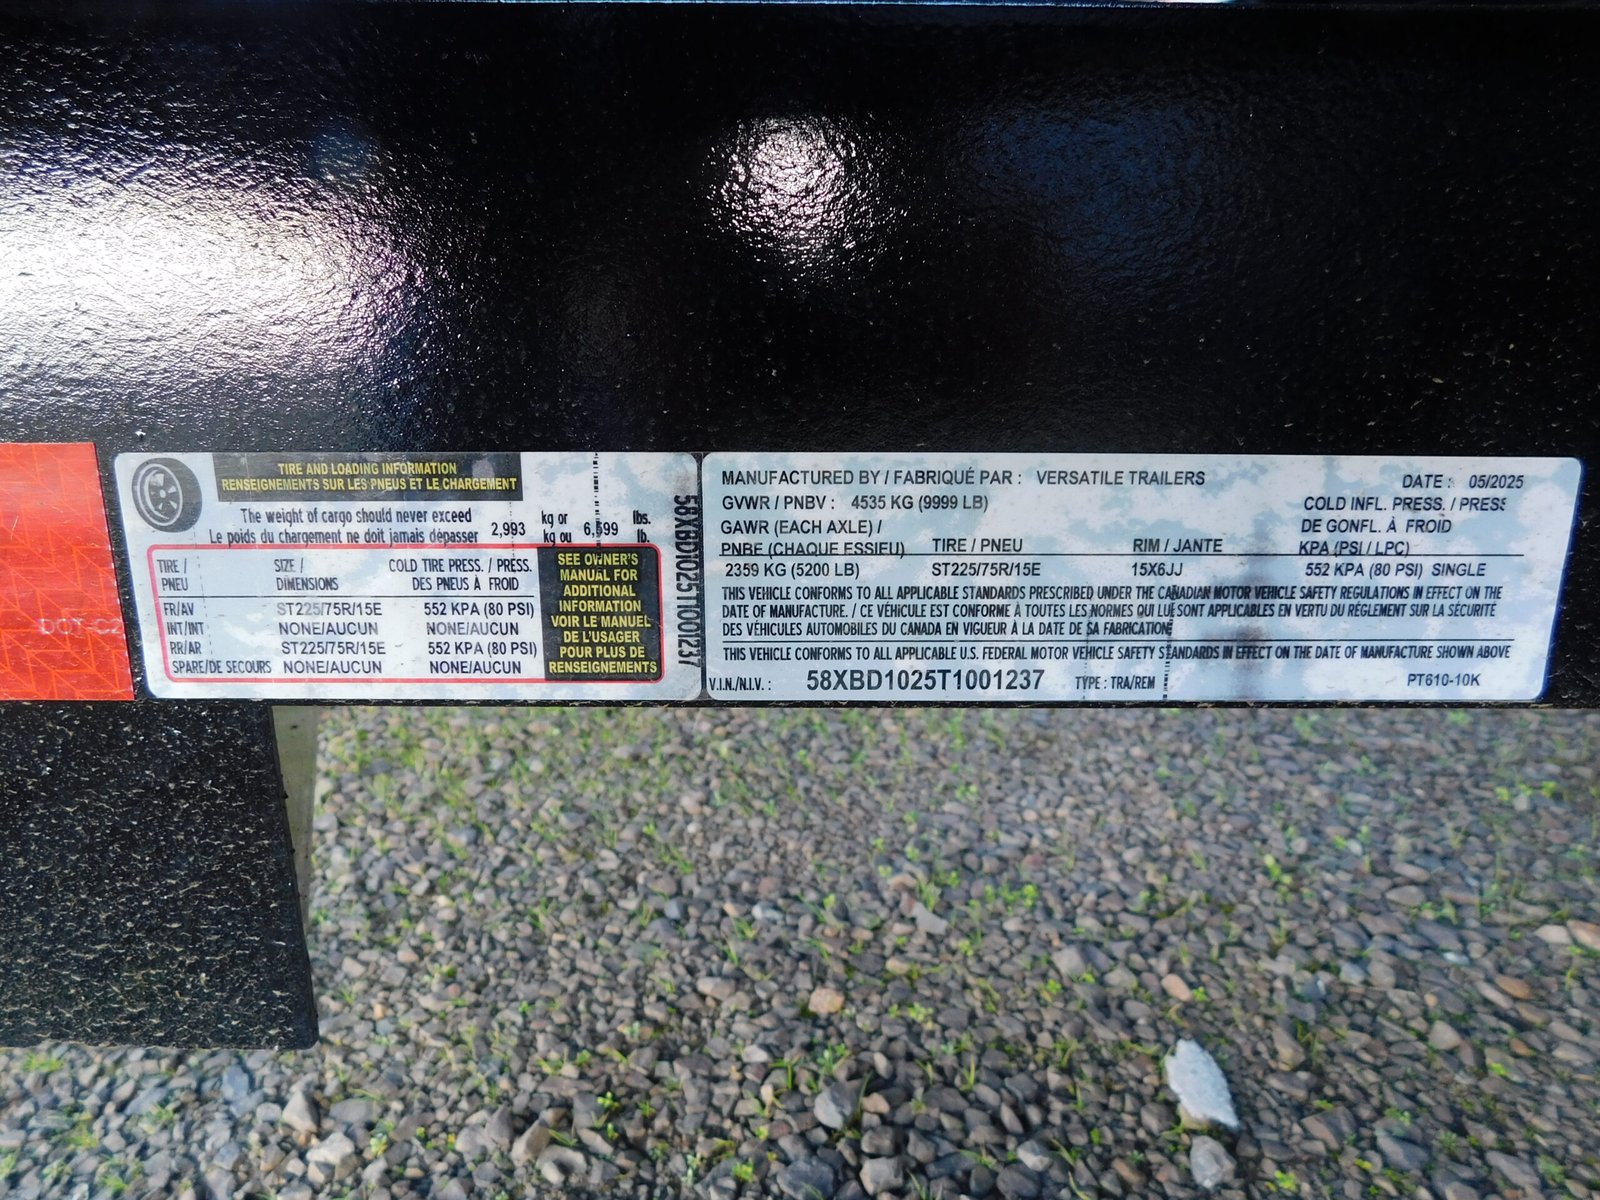 TIRE AND LOADING INFORMATION
RENSEIGNEMENTS SUR LES PNEUS ET LE CHARGEMENT
The weight of cargo should never exceed kg or lbs.
Le poids du chargement ne doit jamais dépasser 2,993 kg ou 6,599 lb.
TIRE / SIZE / COLD TIRE PRESS. / PRESS.
PNEU DIMENSIONS DES PNEUS À FROID
FR/AV ST225/75R/15E 552 KPA (80 PSI)
INT/INT NONE/AUCUN NONE/AUCUN
RR/AR ST225/75R/15E 552 KPA (80 PSI)
SPARE/DE SECOURS NONE/AUCUN NONE/AUCUN
SEE OWNER'S
MANUAL FOR
ADDITIONAL
INFORMATION
VOIR LE MANUEL
DE L'USAGER
POUR PLUS DE
RENSEIGNEMENTS
58XBD1025T1001237
MANUFACTURED BY / FABRIQUÉ PAR : VERSATILE TRAILERS DATE : 05/2025
GVWR / PNBV : 4535 KG (9999 LB) COLD INFL. PRESS. / PRESS
GAWR (EACH AXLE) / DE GONFL. À FROID
PNBE (CHAQUE ESSIEU) TIRE / PNEU RIM / JANTE KPA (PSI / LPC)
2359 KG (5200 LB) ST225/75R/15E 15X6JJ 552 KPA (80 PSI) SINGLE
THIS VEHICLE CONFORMS TO ALL APPLICABLE STANDARDS PRESCRIBED UNDER THE CANADIAN MOTOR VEHICLE SAFETY REGULATIONS IN EFFECT ON THE
DATE OF MANUFACTURE. / CE VÉHICULE EST CONFORME À TOUTES LES NORMES QUI LUI SONT APPLICABLES EN VERTU DU RÈGLEMENT SUR LA SÉCURITÉ
DES VÉHICULES AUTOMOBILES DU CANADA EN VIGUEUR À LA DATE DE SA FABRICATION
THIS VEHICLE CONFORMS TO ALL APPLICABLE U.S. FEDERAL MOTOR VEHICLE SAFETY STANDARDS IN EFFECT ON THE DATE OF MANUFACTURE SHOWN ABOVE
V.I.N./N.I.V. : 58XBD1025T1001237 TYPE : TRA/REM PT610-10K
DOT-C2